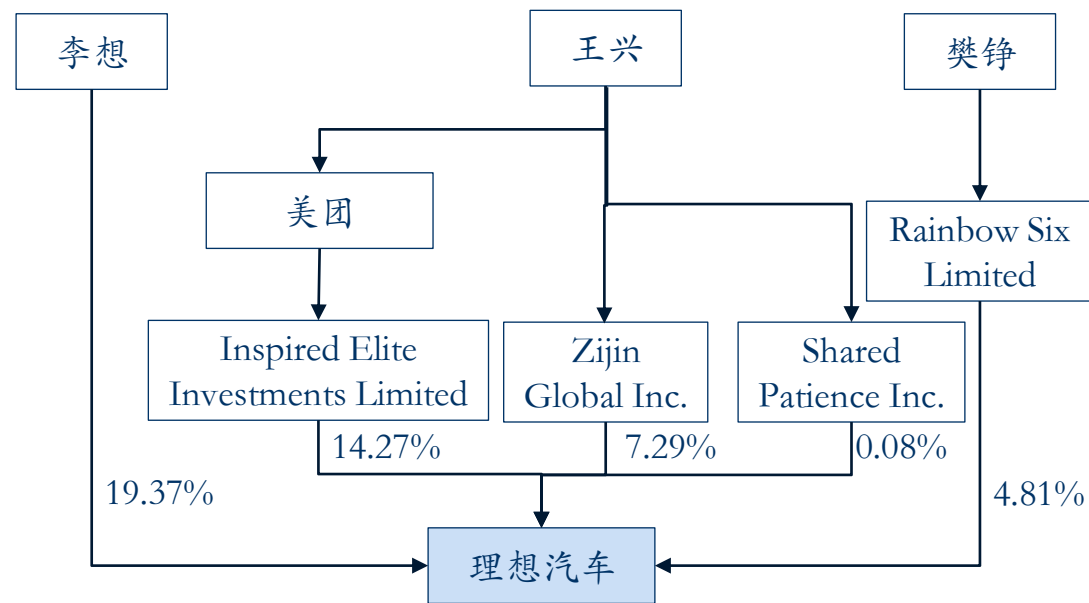 李想
王兴
樊铮
美团
Rainbow Six
Limited
Inspired Elite
Investments Limited
Zijin
Global Inc.
Shared
Patience Inc.
14.27%
7.29%
0.08%
19.37%
4.81%
理想汽车